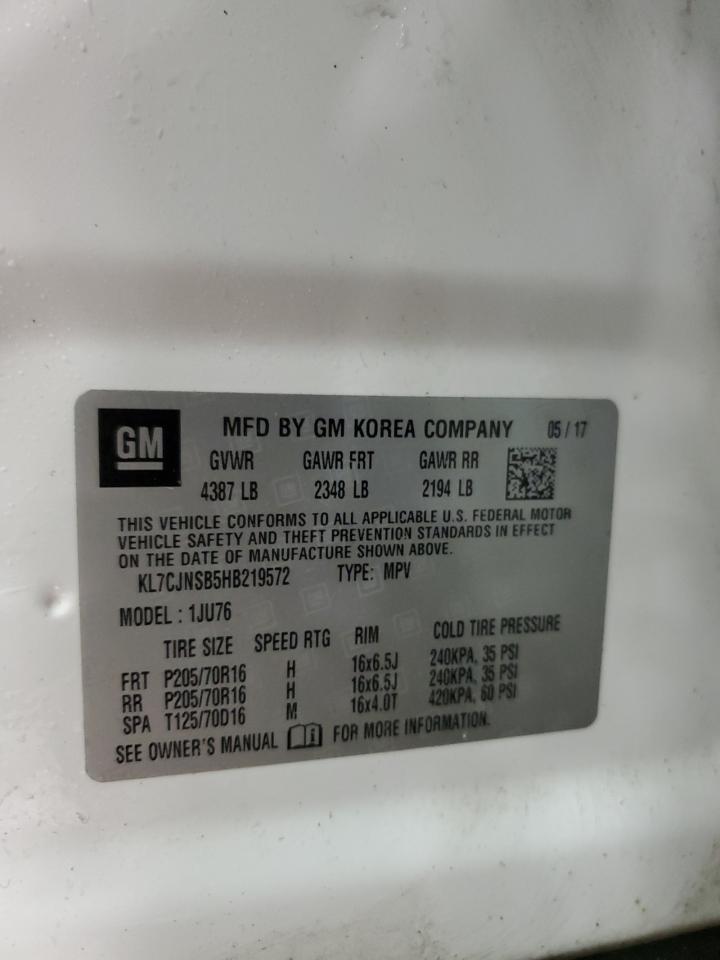 GM MFD BY GM KOREA COMPANY 05 / 17
GVWR GAWR FRT GAWR RR
4387 LB 2348 LB 2194 LB
THIS VEHICLE CONFORMS TO ALL APPLICABLE U.S. FEDERAL MOTOR
VEHICLE SAFETY AND THEFT PREVENTION STANDARDS IN EFFECT
ON THE DATE OF MANUFACTURE SHOWN ABOVE.
KL7CJNSB5HB219572 TYPE: MPV
MODEL : 1JU76
TIRE SIZE SPEED RTG RIM COLD TIRE PRESSURE
FRT P205/70R16 H 16x6.5J 240KPA, 35 PSI
RR P205/70R16 H 16x6.5J 240KPA, 35 PSI
SPA T125/70D16 M 16x4.0T 420KPA, 60 PSI
SEE OWNER'S MANUAL i FOR MORE INFORMATION.